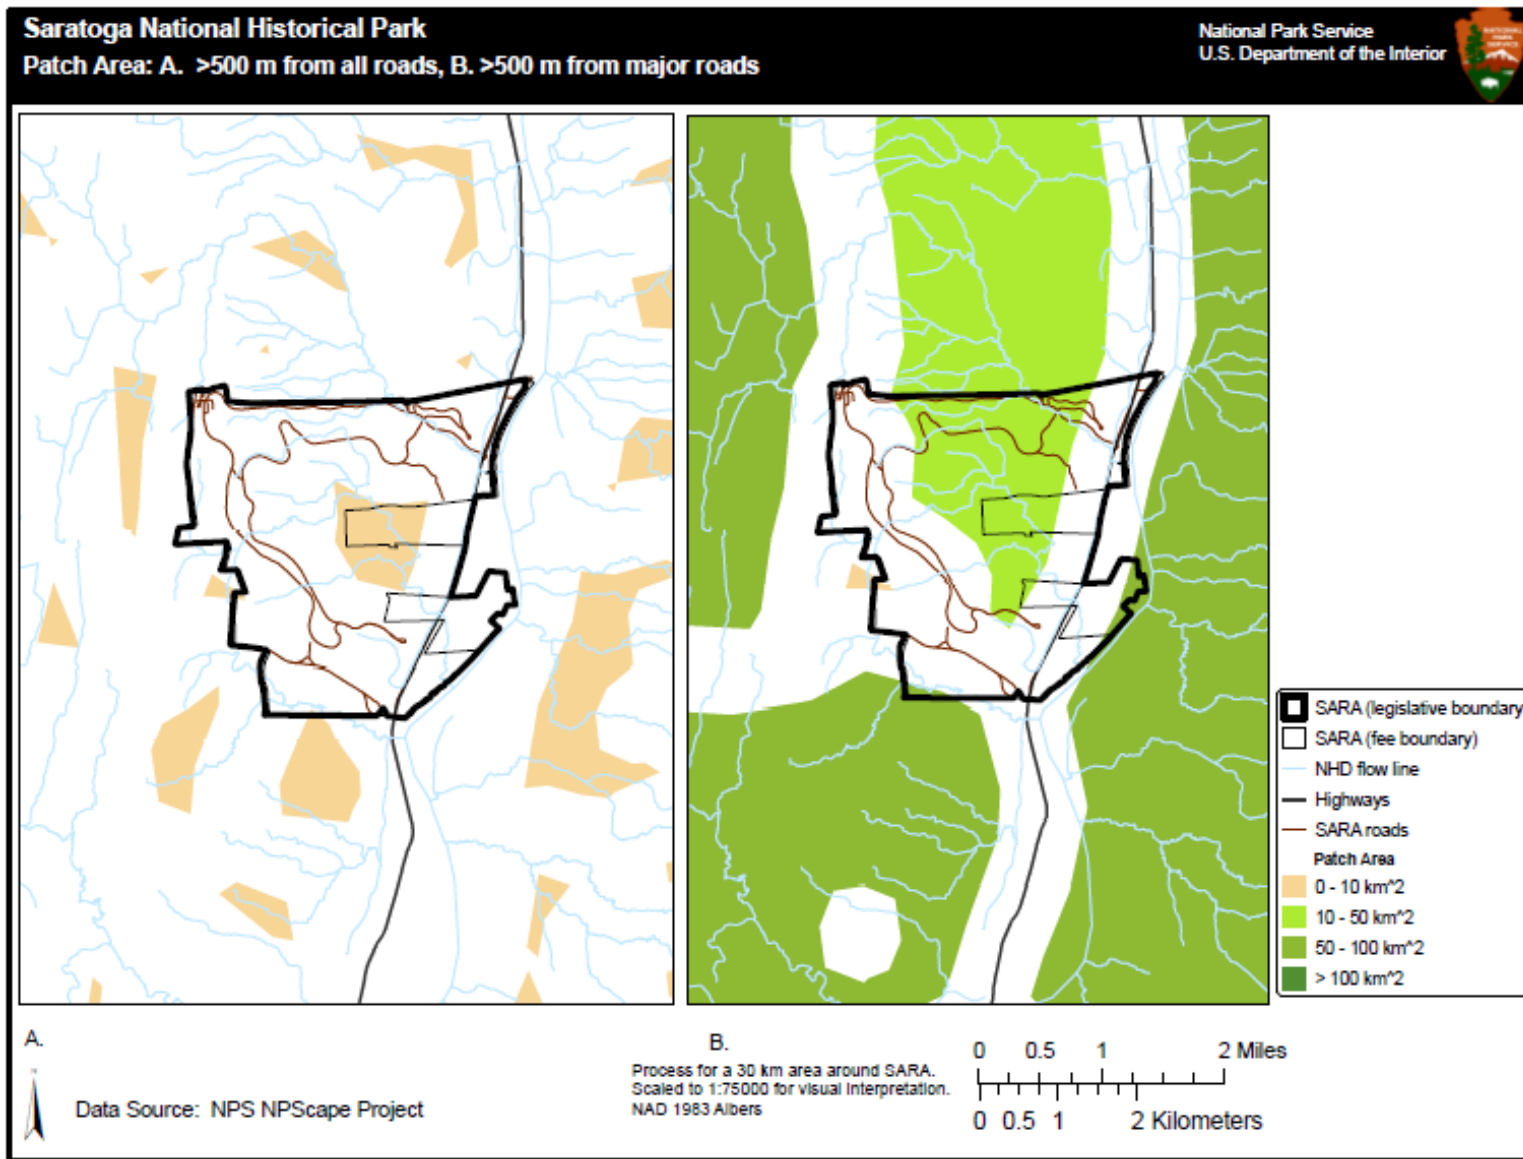 Saratoga National Historical Park
Patch Area: A. >500 m from all roads, B. >500 m from major roads
National Park Service
U.S. Department of the Interior
NATIONAL
PARK
SERVICE
SARA (legislative boundary
SARA (fee boundary)
NHD flow line
Highways
SARA roads
Patch Area
0 - 10 km^2
10 - 50 km^2
50 - 100 km^2
> 100 km^2
A.
B.
Process for a 30 km area around SARA.
Scaled to 1:75000 for visual interpretation.
NAD 1983 Albers
Data Source: NPS NPScape Project
0 0.5 1 2 Miles
0 0.5 1 2 Kilometers